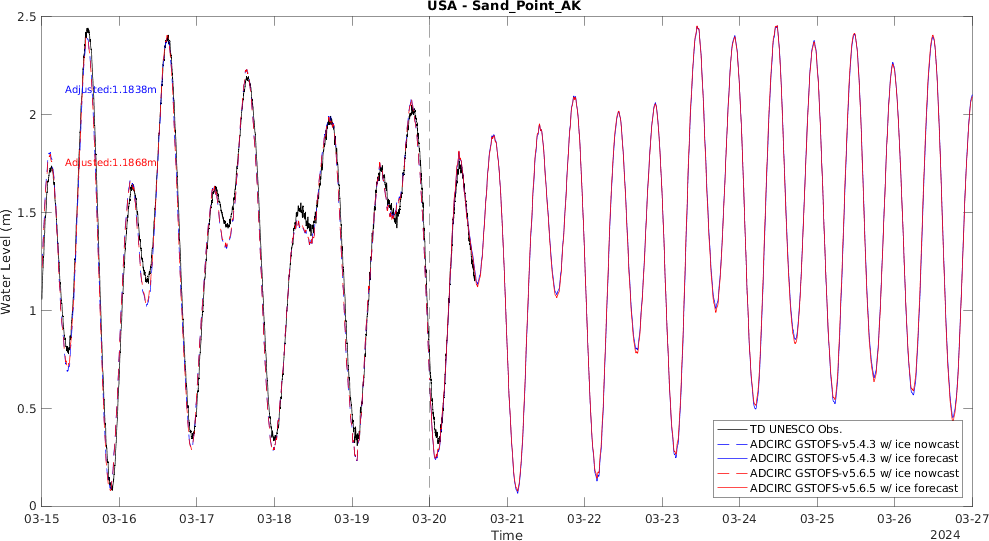 USA - Sand_Point_AK
2.5
2
1.5
1
0.5
0
Water Level (m)
Adjusted:1.1838m
Adjusted:1.1868m
TD UNESCO Obs.
ADCIRC GSTOFS-v5.4.3 w/ ice nowcast
ADCIRC GSTOFS-v5.4.3 w/ ice forecast
ADCIRC GSTOFS-v5.6.5 w/ ice nowcast
ADCIRC GSTOFS-v5.6.5 w/ ice forecast
03-15 03-16 03-17 03-18 03-19 03-20 03-21 03-22 03-23 03-24 03-25 03-26 03-27
Time
2024